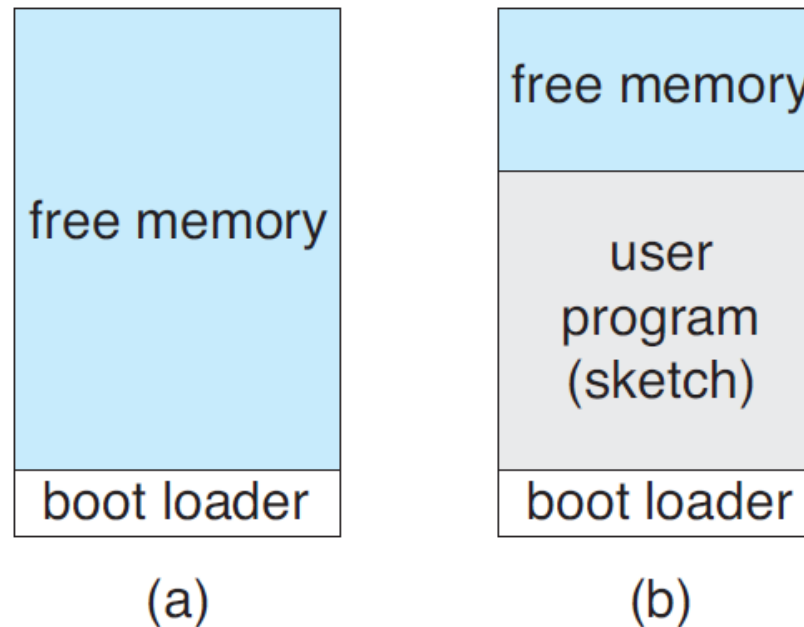 free memory
boot loader
(a)
free memory
user
program
(sketch)
boot loader
(b)